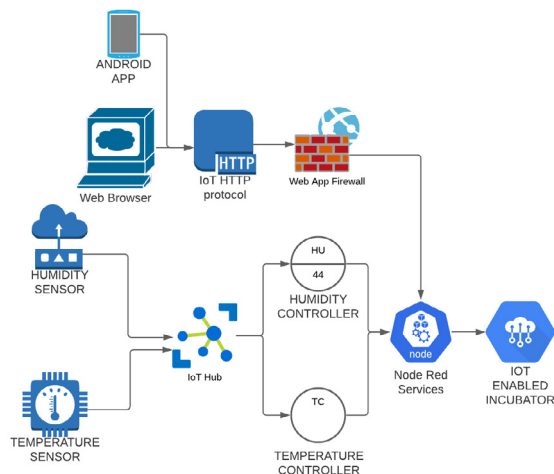 ANDROID
APP
Web Browser
HTTP
IoT HTTP
protocol
Web App Firewall
HUMIDITY
SENSOR
IoT Hub
HU
44
HUMIDITY
CONTROLLER
node
Node Red
Services
IOT
ENABLED
INCUBATOR
TEMPERATURE
SENSOR
TC
TEMPERATURE
CONTROLLER